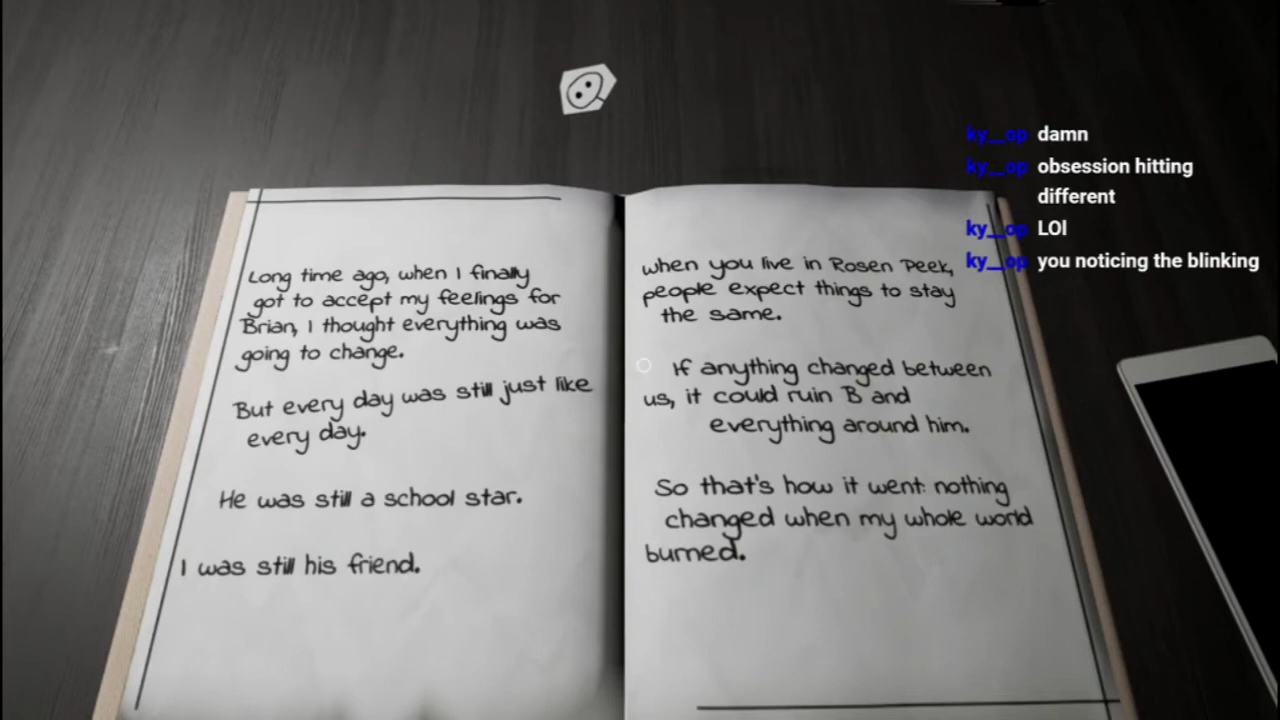 Long time ago, when I finally
got to accept my feelings for
Brian, I thought everything was
going to change.
But every day was still just like
every day.
He was still a school star.
I was still his friend.
when you live in Rosen Peek,
people expect things to stay
the same.
If anything changed between
us, it could ruin B and
everything around him.
So that's how it went: nothing
changed when my whole world
burned.
ky__op damn
ky__op obsession hitting
different
ky__op LOl
ky__op you noticing the blinking